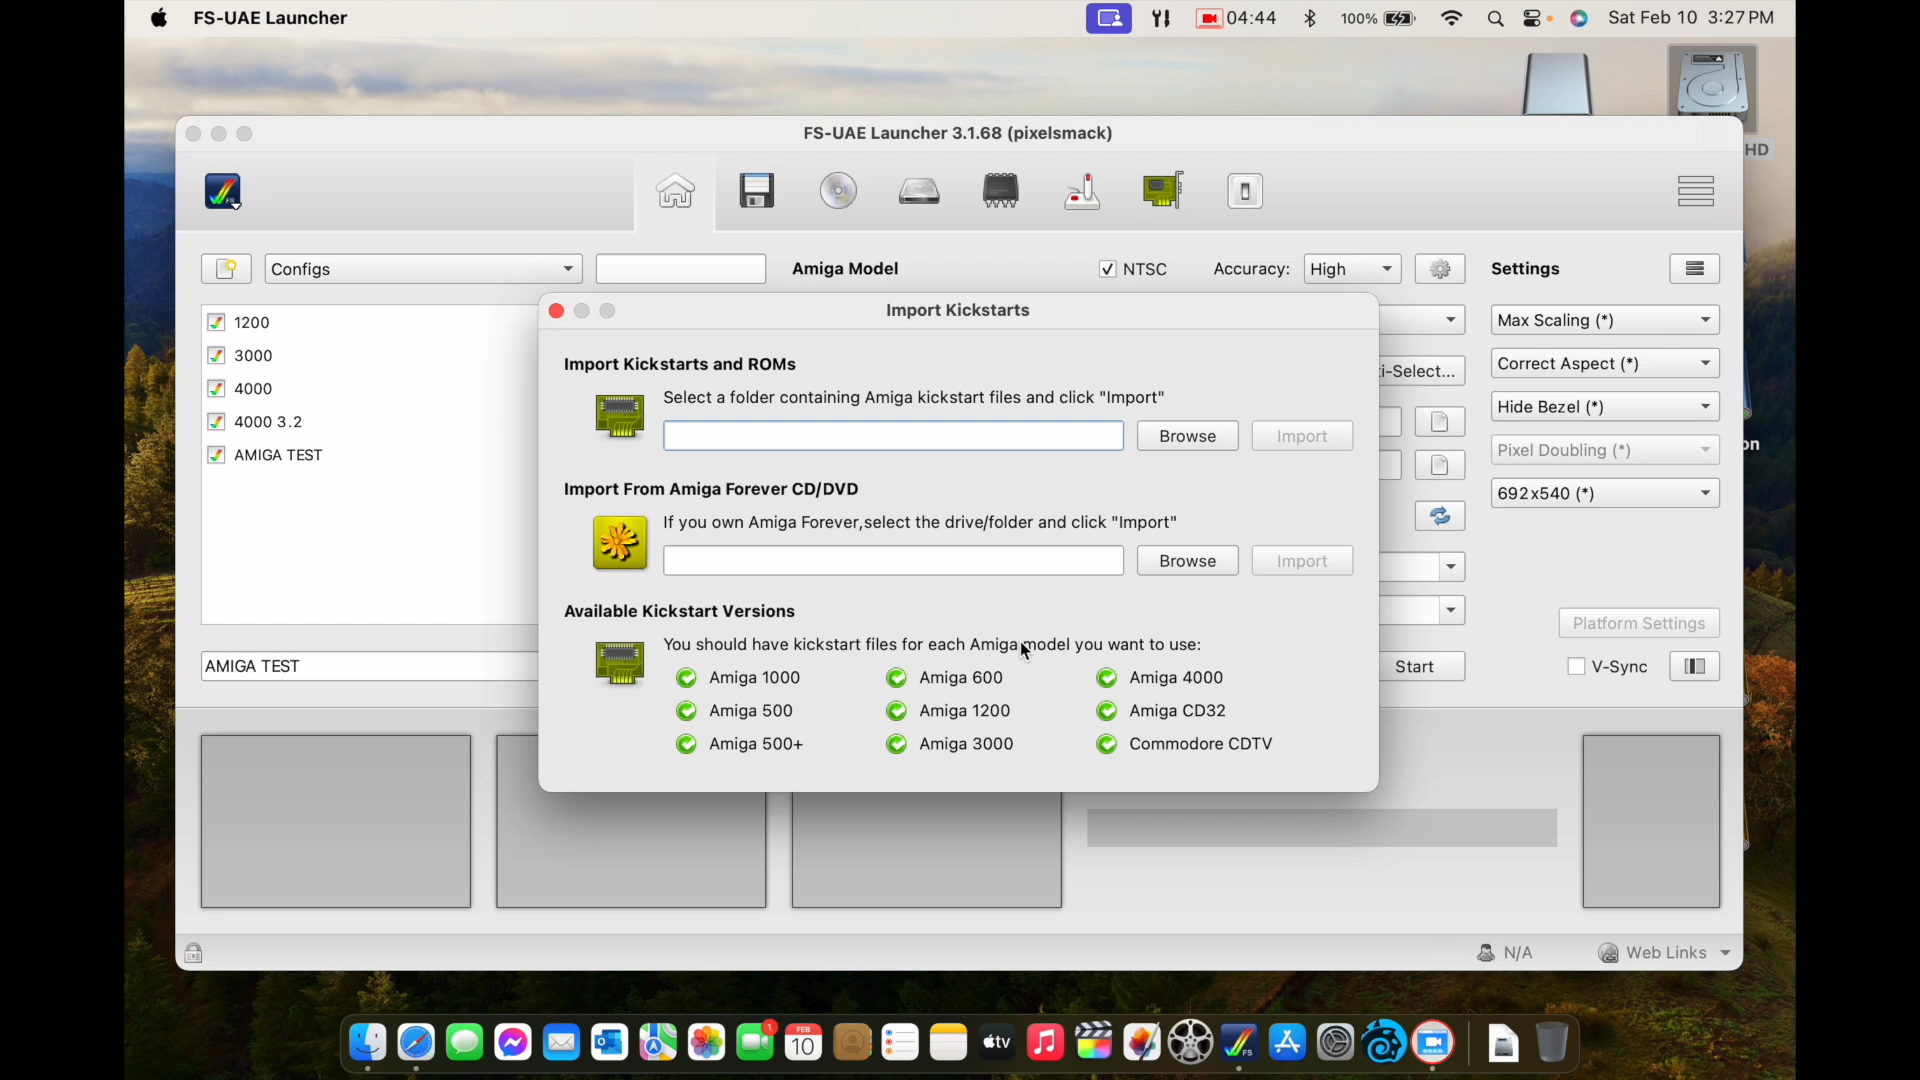 FS-UAE Launcher
04:44
100%
Sat Feb 10 3:27 PM
HD
FS-UAE Launcher 3.1.68 (pixelsmack)
Configs
Amiga Model
NTSC
Accuracy:
High
Settings
1200
3000
4000
4000 3.2
AMIGA TEST
AMIGA TEST
Import Kickstarts
Import Kickstarts and ROMs
Select a folder containing Amiga kickstart files and click "Import"
Browse
Import
Import From Amiga Forever CD/DVD
If you own Amiga Forever,select the drive/folder and click "Import"
Browse
Import
Available Kickstart Versions
You should have kickstart files for each Amiga model you want to use:
Amiga 1000
Amiga 600
Amiga 4000
Amiga 500
Amiga 1200
Amiga CD32
Amiga 500+
Amiga 3000
Commodore CDTV
i-Select...
Start
Max Scaling (*)
Correct Aspect (*)
Hide Bezel (*)
Pixel Doubling (*)
692x540 (*)
on
Platform Settings
V-Sync
N/A
Web Links
1
FEB
10
tv
FS